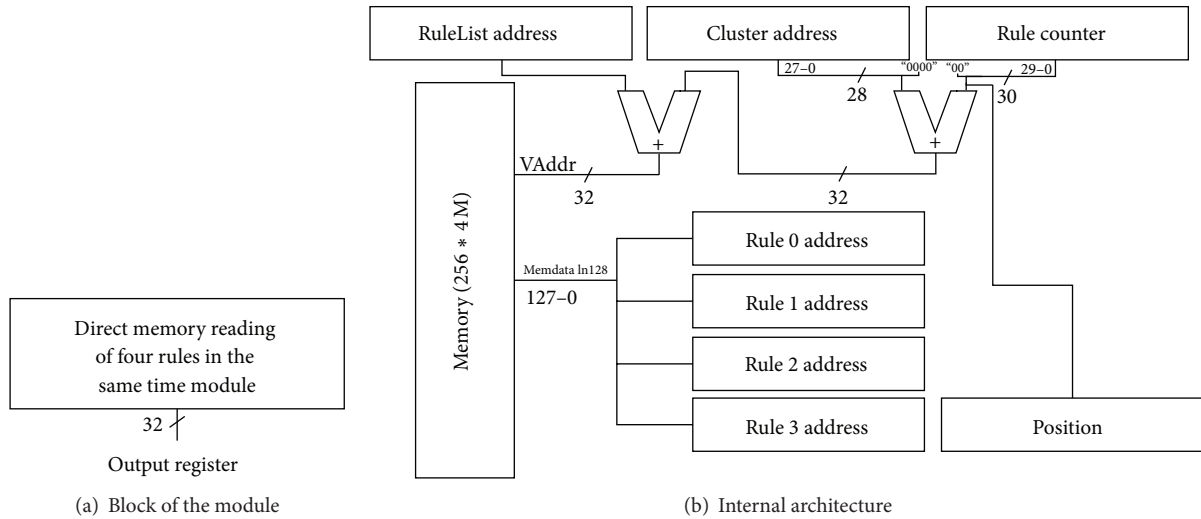 RuleList address
Cluster address
Rule counter
27–0
"0000"
"00"
29–0
28
30
+
+
VAddr
32
32
Memory (256 ∗ 4 M)
Memdata ln128
127–0
Rule 0 address
Rule 1 address
Rule 2 address
Rule 3 address
Position
Direct memory reading
of four rules in the
same time module
32
Output register
(a) Block of the module
(b) Internal architecture